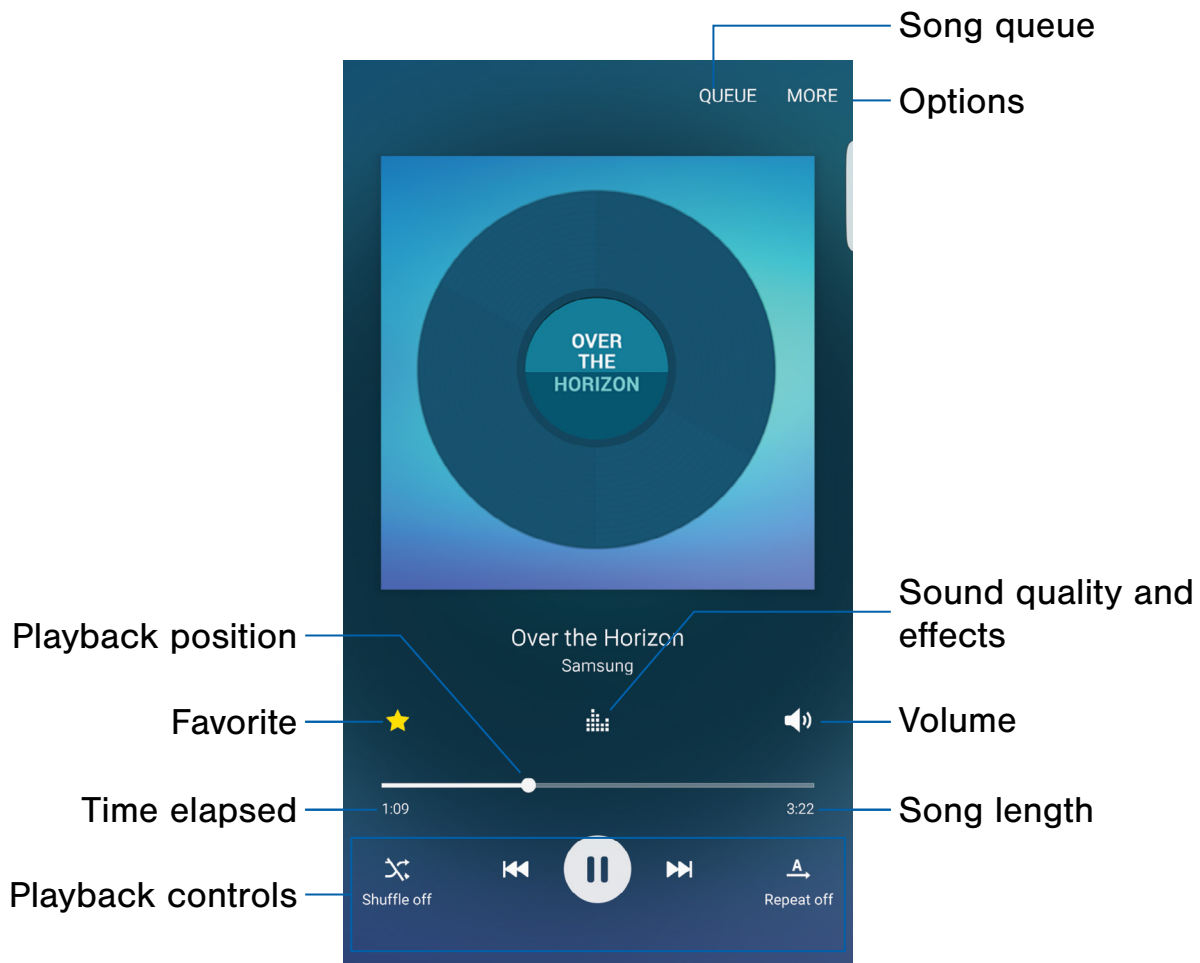 Song queue
QUEUE MORE
Options
OVER
THE
HORIZON
Sound quality and
effects
Playback position
Over the Horizon
Samsung
Favorite
Volume
Time elapsed
1:09
3:22
Song length
A
Playback controls
Shuffle off
Repeat off